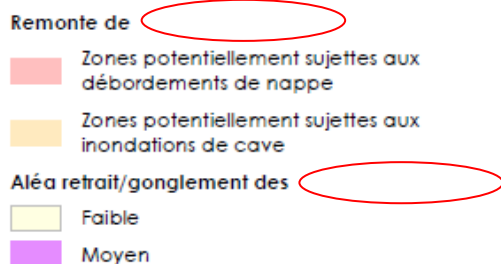 Remonte de
Zones potentiellement sujettes aux
débordements de nappe
Zones potentiellement sujettes aux
inondations de cave
Aléa retrait/gonglement des
Faible
Moyen